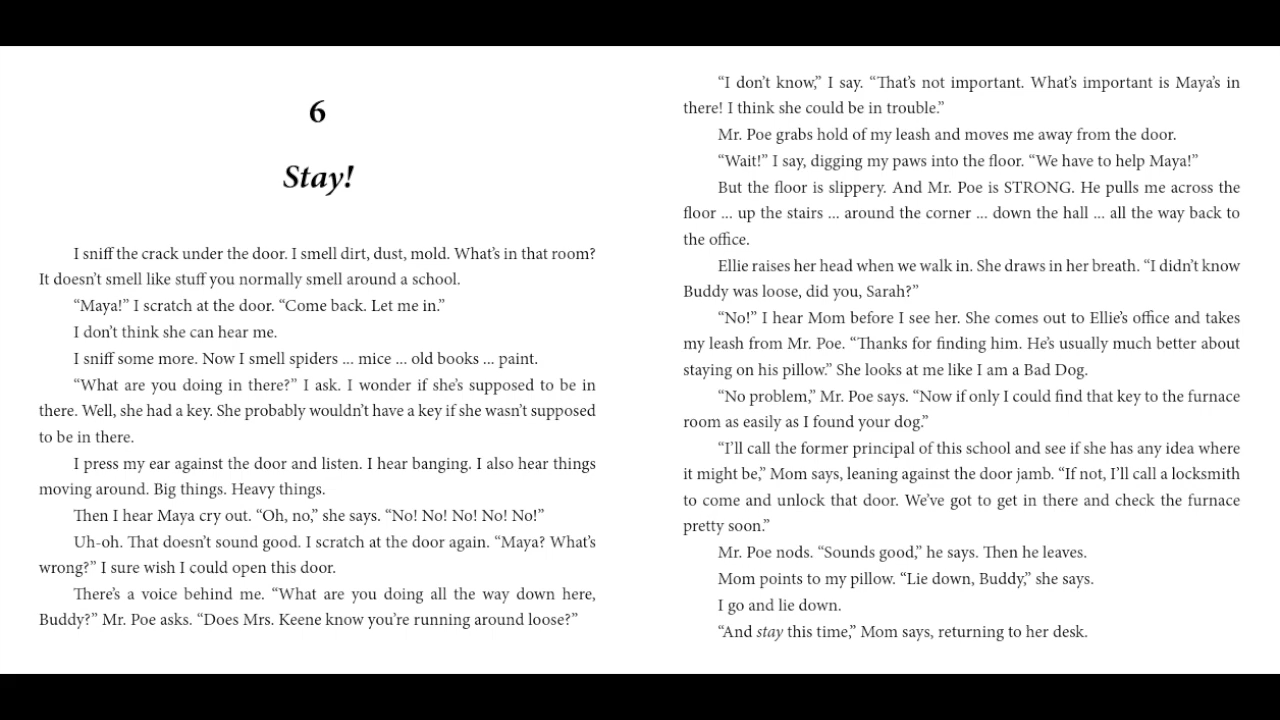 6
Stay!
I sniff the crack under the door. I smell dirt, dust, mold. What’s in that room?
It doesn’t smell like stuff you normally smell around a school.
“Maya!” I scratch at the door. “Come back. Let me in.”
I don’t think she can hear me.
I sniff some more. Now I smell spiders ... mice ... old books ... paint.
“What are you doing in there?” I ask. I wonder if she’s supposed to be in
there. Well, she had a key. She probably wouldn’t have a key if she wasn’t supposed
to be in there.
I press my ear against the door and listen. I hear banging. I also hear things
moving around. Big things. Heavy things.
Then I hear Maya cry out. “Oh, no,” she says. “No! No! No! No! No!”
Uh-oh. That doesn’t sound good. I scratch at the door again. “Maya? What’s
wrong?” I sure wish I could open this door.
There’s a voice behind me. “What are you doing all the way down here,
Buddy?” Mr. Poe asks. “Does Mrs. Keene know you’re running around loose?”
“I don’t know,” I say. “That’s not important. What’s important is Maya’s in
there! I think she could be in trouble.”
Mr. Poe grabs hold of my leash and moves me away from the door.
“Wait!” I say, digging my paws into the floor. “We have to help Maya!”
But the floor is slippery. And Mr. Poe is STRONG. He pulls me across the
floor ... up the stairs ... around the corner ... down the hall ... all the way back to
the office.
Ellie raises her head when we walk in. She draws in her breath. “I didn’t know
Buddy was loose, did you, Sarah?”
“No!” I hear Mom before I see her. She comes out to Ellie’s office and takes
my leash from Mr. Poe. “Thanks for finding him. He’s usually much better about
staying on his pillow.” She looks at me like I am a Bad Dog.
“No problem,” Mr. Poe says. “Now if only I could find that key to the furnace
room as easily as I found your dog.”
“I’ll call the former principal of this school and see if she has any idea where
it might be,” Mom says, leaning against the door jamb. “If not, I’ll call a locksmith
to come and unlock that door. We’ve got to get in there and check the furnace
pretty soon.”
Mr. Poe nods. “Sounds good,” he says. Then he leaves.
Mom points to my pillow. “Lie down, Buddy,” she says.
I go and lie down.
“And stay this time,” Mom says, returning to her desk.